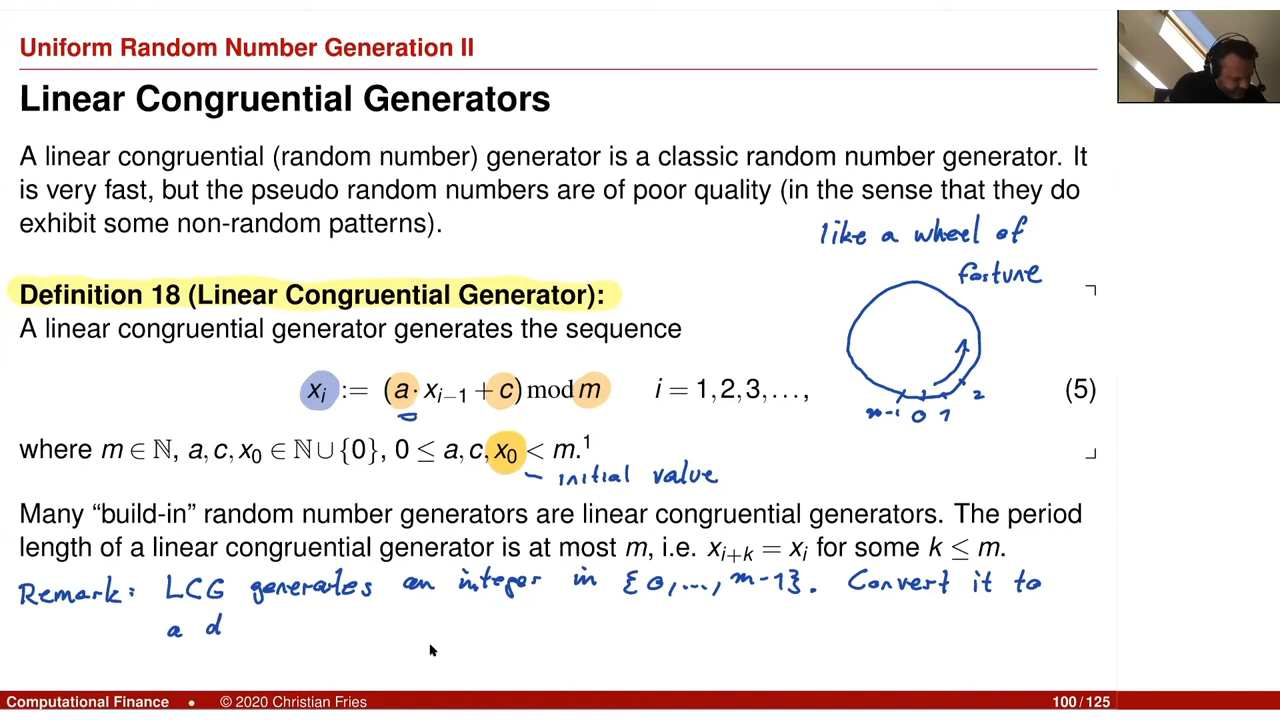 Uniform Random Number Generation II
Linear Congruential Generators
A linear congruential (random number) generator is a classic random number generator. It
is very fast, but the pseudo random numbers are of poor quality (in the sense that they do
exhibit some non-random patterns).
like a wheel of
fortune
Definition 18 (Linear Congruential Generator):
A linear congruential generator generates the sequence
xᵢ := (a · xᵢ₋₁ + c) mod m i = 1,2,3,..., (5)
m-1 0 1 2
where m ∈ ℕ, a, c, x₀ ∈ ℕ ∪ {0}, 0 ≤ a, c, x₀ < m.¹
initial value
Many “build-in” random number generators are linear congruential generators. The period
length of a linear congruential generator is at most m, i.e. xᵢ₊ₖ = xᵢ for some k ≤ m.
Remark: LCG generates an integer in {0,...,m-1}. Convert it to
a d
Computational Finance • © 2020 Christian Fries 100 / 125